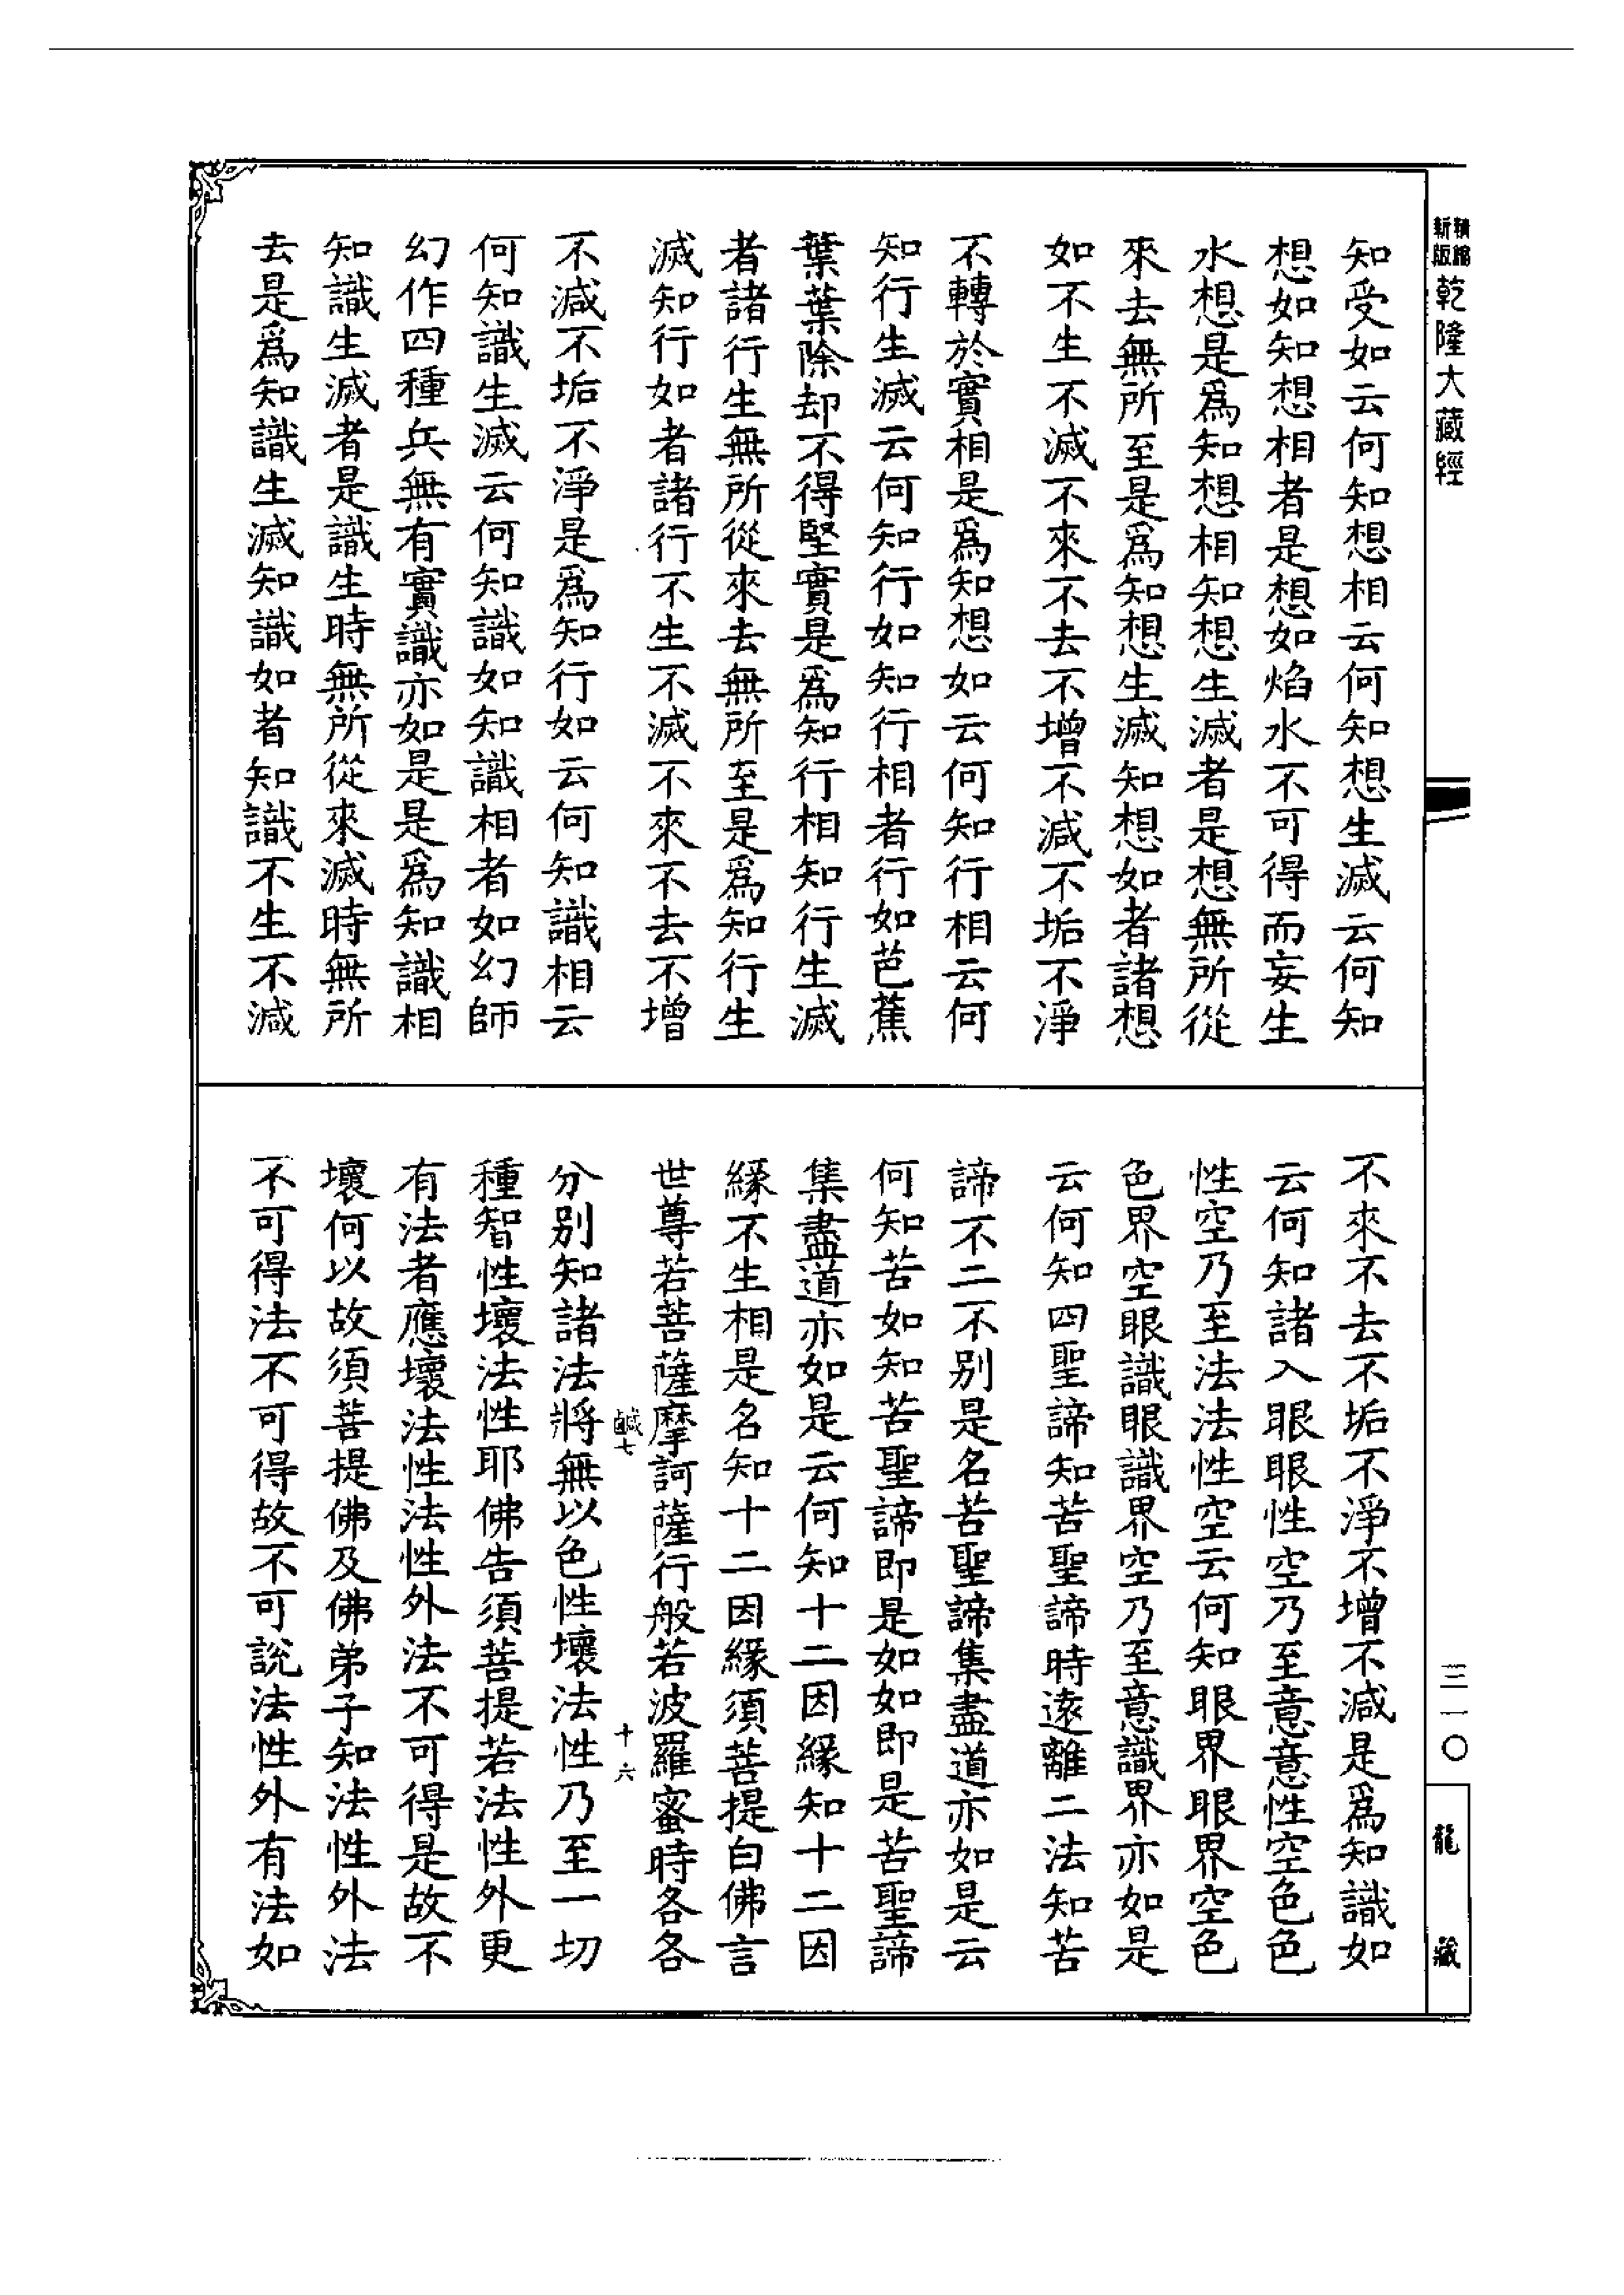 新版
乾隆大藏經
知受如云何知想相云何知想生滅云何知
想如知想相者是想如焰水不可得而妄生
水想是爲知想相知想生滅者是想無所從
來去無所至是爲知想生滅知想如者諸想
如不生不滅不來不去不增不減不垢不淨
不轉於實相是爲知想如云何知行相云何
知行生滅云何知行如知行相者行如芭蕉
葉葉除却不得堅實是爲知行相知行生滅
者諸行生無所從來去無所至是爲知行生
滅知行如者諸行不生不滅不來不去不增
不減不垢不淨是爲知行如云何知識相云
何知識生滅云何知識如知識相者如幻師
幻作四種兵無有實識亦如是是爲知識相
知識生滅者是識生時無所從來滅時無所
去是爲知識生滅知識如者知識不生不滅
不來不去不垢不淨不增不減是爲知識如
云何知諸入眼眼性空乃至意意性空色色
性空乃至法法性空云何知眼界眼界空色
色界空眼識眼識界空乃至意識界亦如是
云何知四聖諦知苦聖諦時遠離二法知苦
諦不二不別是名苦聖諦集盡道亦如是云
何知苦如知苦聖諦即是如如即是苦聖諦
集盡道亦如是云何知十二因緣知十二因
緣不生相是名知十二因緣須菩提白佛言
世尊若菩薩摩訶薩行般若波羅蜜時各各
鹹七
十六
分別知諸法將無以色性壞法性乃至一切
種智性壞法性耶佛告須菩提若法性外更
有法者應壞法性法性外法不可得是故不
壞何以故須菩提佛及佛弟子知法性外法
不可得法不可得故不可說法性外有法如
三一〇
龍藏